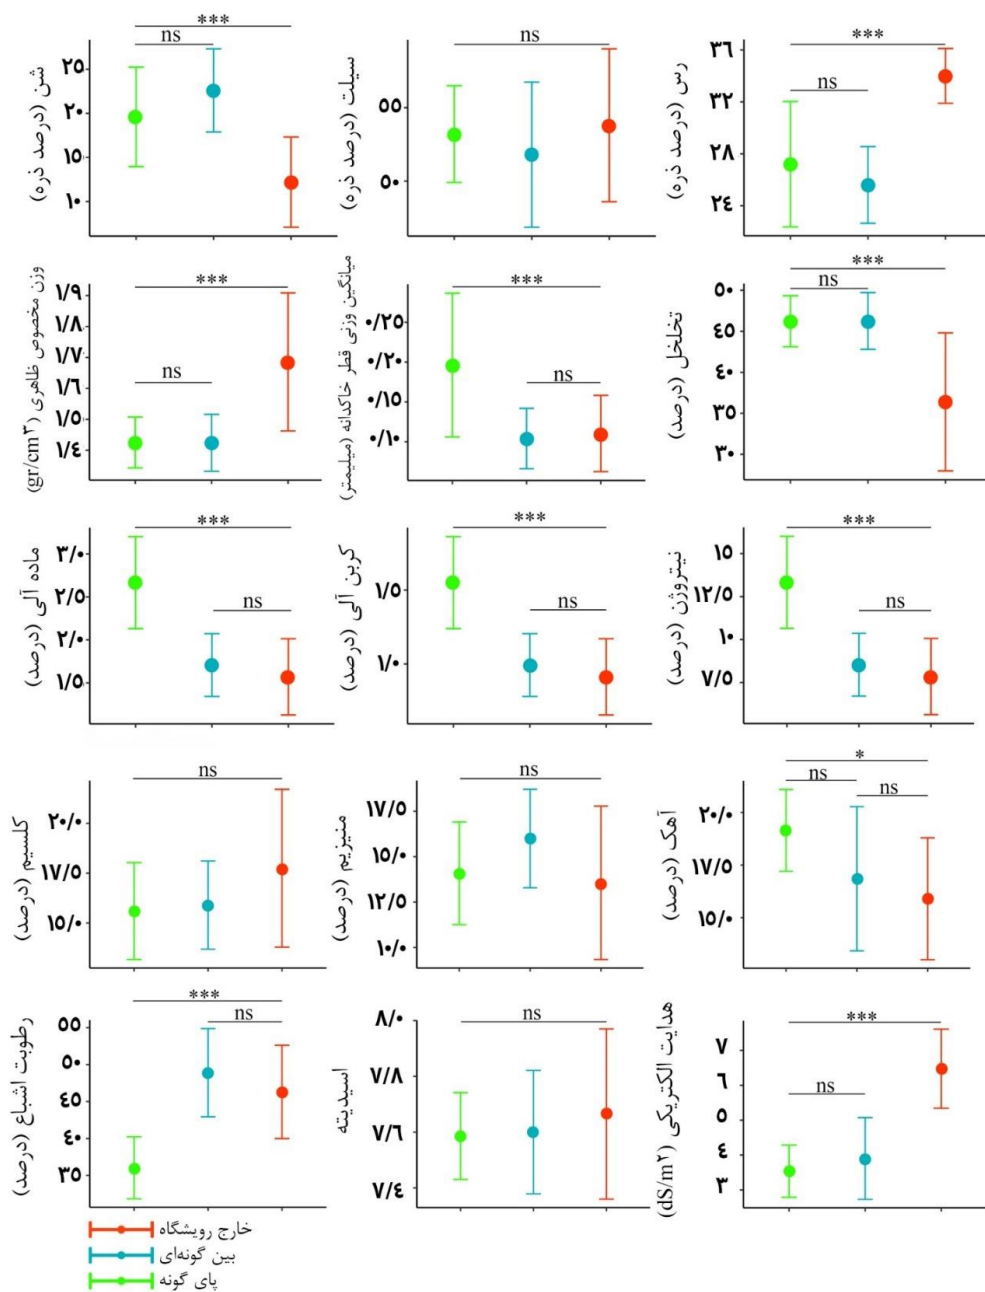 ***
ns
شن (درصد ذره)
۲۵
۲۰
۱۵
۱۰
ns
سیلت (درصد ذره)
۵۵
۵۰
***
ns
رس (درصد ذره)
۳۶
۳۲
۲۸
۲۴
***
ns
وزن مخصوص ظاهری (gr/cm۳)
۱/۹
۱/۸
۱/۷
۱/۶
۱/۵
۱/۴
***
ns
میانگین وزنی قطر خاکدانه (میلیمتر)
۰/۲۵
۰/۲۰
۰/۱۵
۰/۱۰
***
ns
تخلخل (درصد)
۵۰
۴۵
۴۰
۳۵
۳۰
***
ns
ماده آلی (درصد)
۳/۰
۲/۵
۲/۰
۱/۵
***
ns
کربن آلی (درصد)
۱/۵
۱/۰
***
ns
نیتروژن (درصد)
۱۵
۱۲/۵
۱۰
۷/۵
ns
کلسیم (درصد)
۲۰/۰
۱۷/۵
۱۵/۰
ns
منیزیم (درصد)
۱۷/۵
۱۵/۰
۱۲/۵
۱۰/۰
*
ns
ns
آهک (درصد)
۲۰/۰
۱۷/۵
۱۵/۰
***
ns
رطوبت اشباع (درصد)
۵۵
۵۰
۴۵
۴۰
۳۵
ns
اسیدیته
۸/۰
۷/۸
۷/۶
۷/۴
***
ns
هدایت الکتریکی (dS/m۲)
۷
۶
۵
۴
۳
خارج رویشگاه
بین گونه‌ای
پای گونه